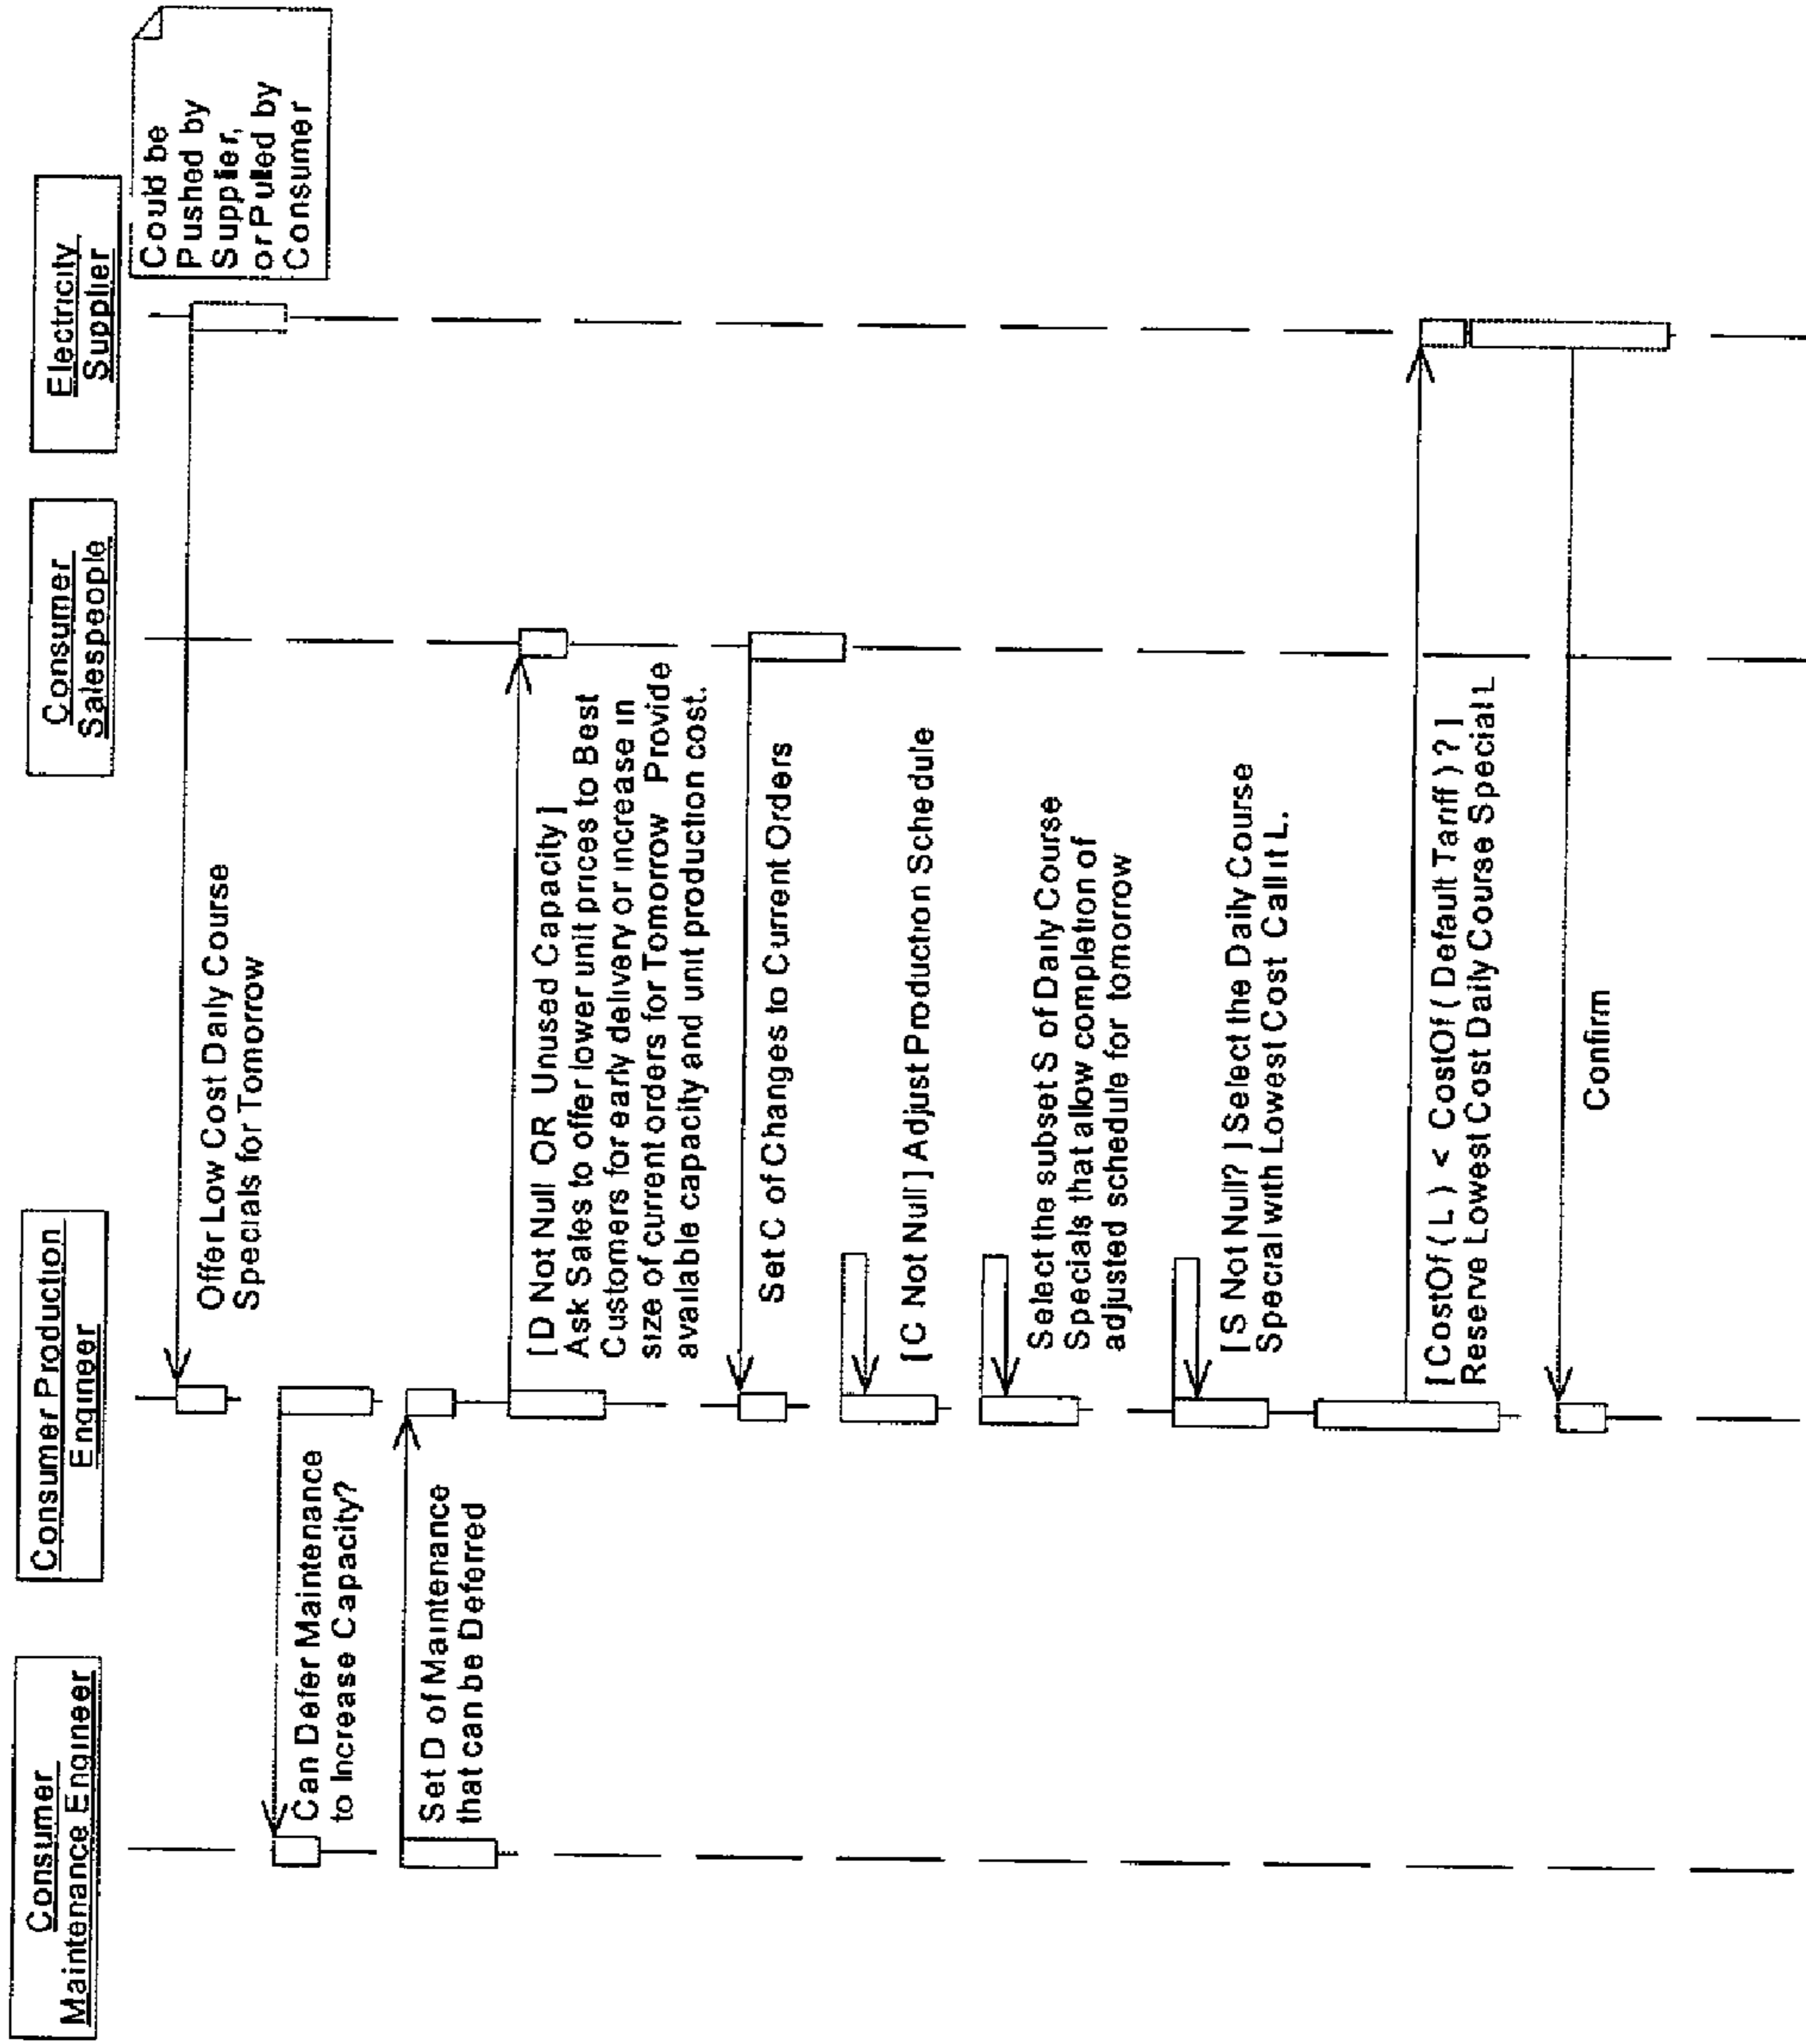 Consumer
Maintenance Engineer
Consumer Production
Engineer
Consumer
Salespeople
Electricity
Supplier
Could be
Pushed by
Supplier,
or Pulled by
Consumer
Offer Low Cost Daily Course
Specials for Tomorrow
Can Defer Maintenance
to Increase Capacity?
Set D of Maintenance
that can be Deferred
[ D Not Null OR Unused Capacity ]
Ask Sales to offer lower unit prices to Best
Customers for early delivery or increase in
size of current orders for Tomorrow Provide
available capacity and unit production cost.
Set C of Changes to Current Orders
[ C Not Null ] Adjust Production Schedule
Select the subset S of Daily Course
Specials that allow completion of
adjusted schedule for tomorrow
[ S Not Null? ] Select the Daily Course
Special with Lowest Cost Call it L.
[ CostOf ( L ) < CostOf ( Default Tariff ) ? ]
Reserve Lowest Cost Daily Course Special L
Confirm